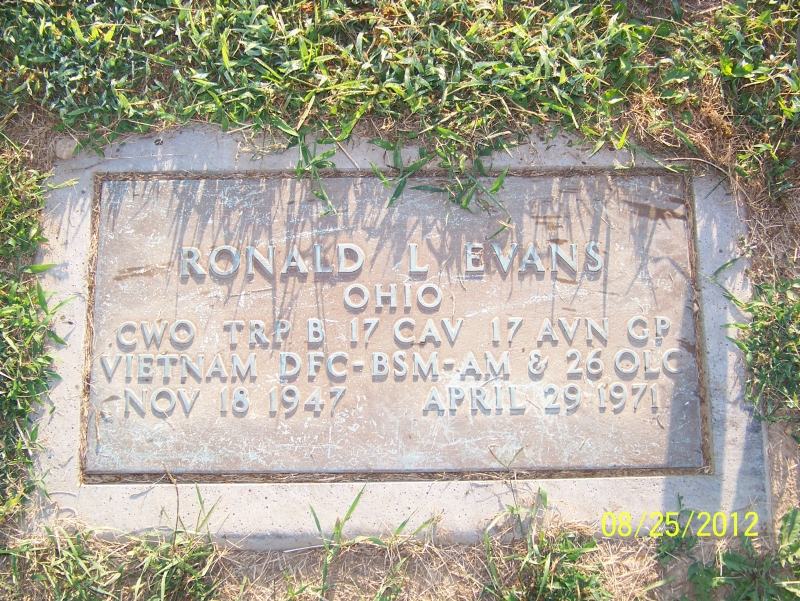 RONALD L EVANS
OHIO
CWO TRP B 17 CAV 17 AVN GP
VIETNAM DFC-BSM-AM & 26 OLC
NOV 18 1947 APRIL 29 1971
08/25/2012